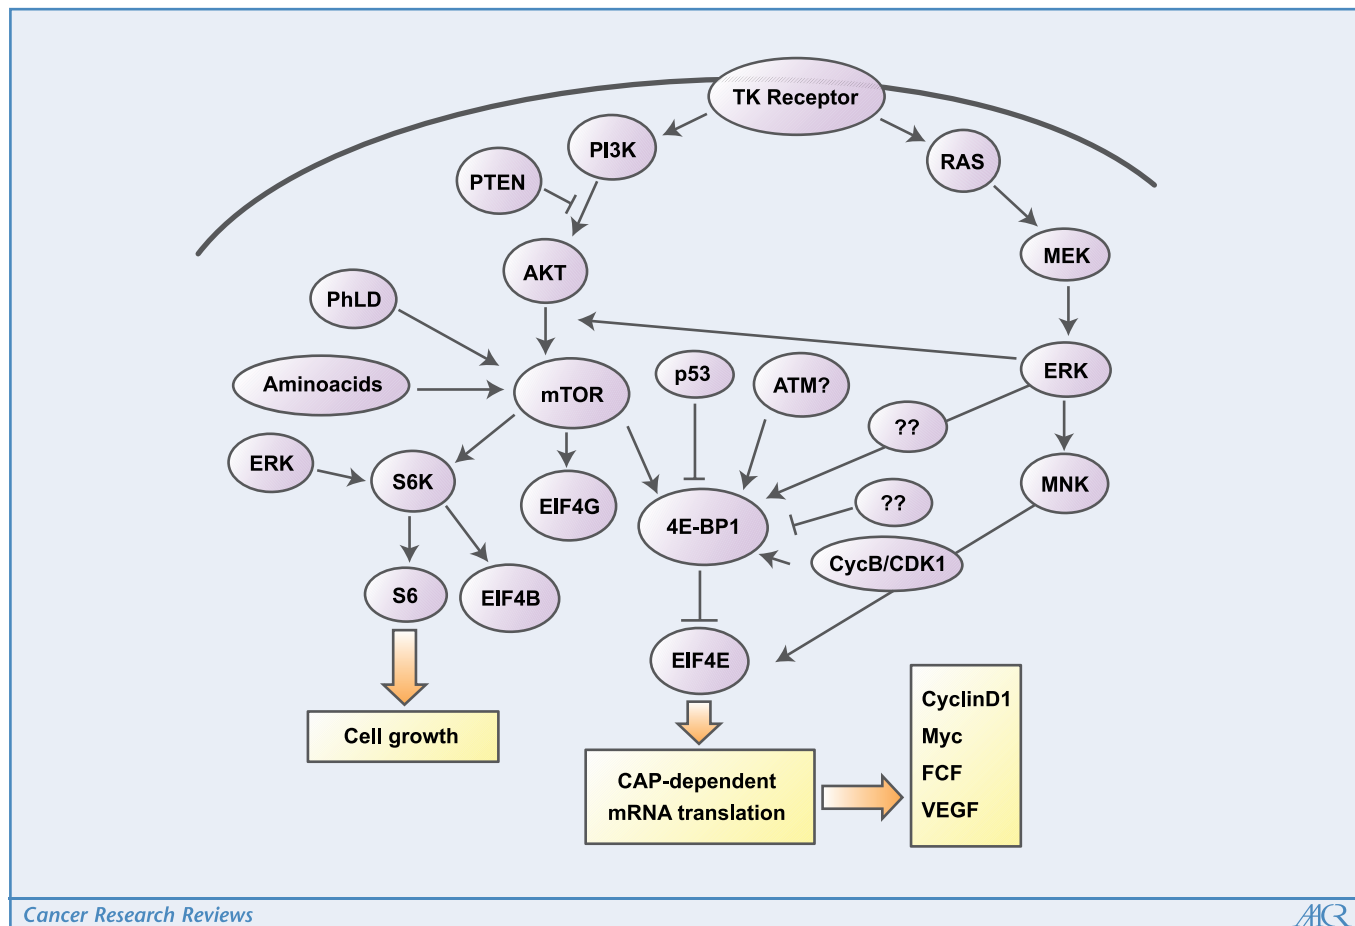 TK Receptor
PI3K
RAS
PTEN
MEK
AKT
PhLD
ERK
p53
ATM?
Aminoacids
mTOR
??
ERK
S6K
MNK
EIF4G
??
4E-BP1
CycB/CDK1
S6
EIF4B
EIF4E
CyclinD1
Myc
FCF
VEGF
Cell growth
CAP-dependent
mRNA translation
Cancer Research Reviews
AACR